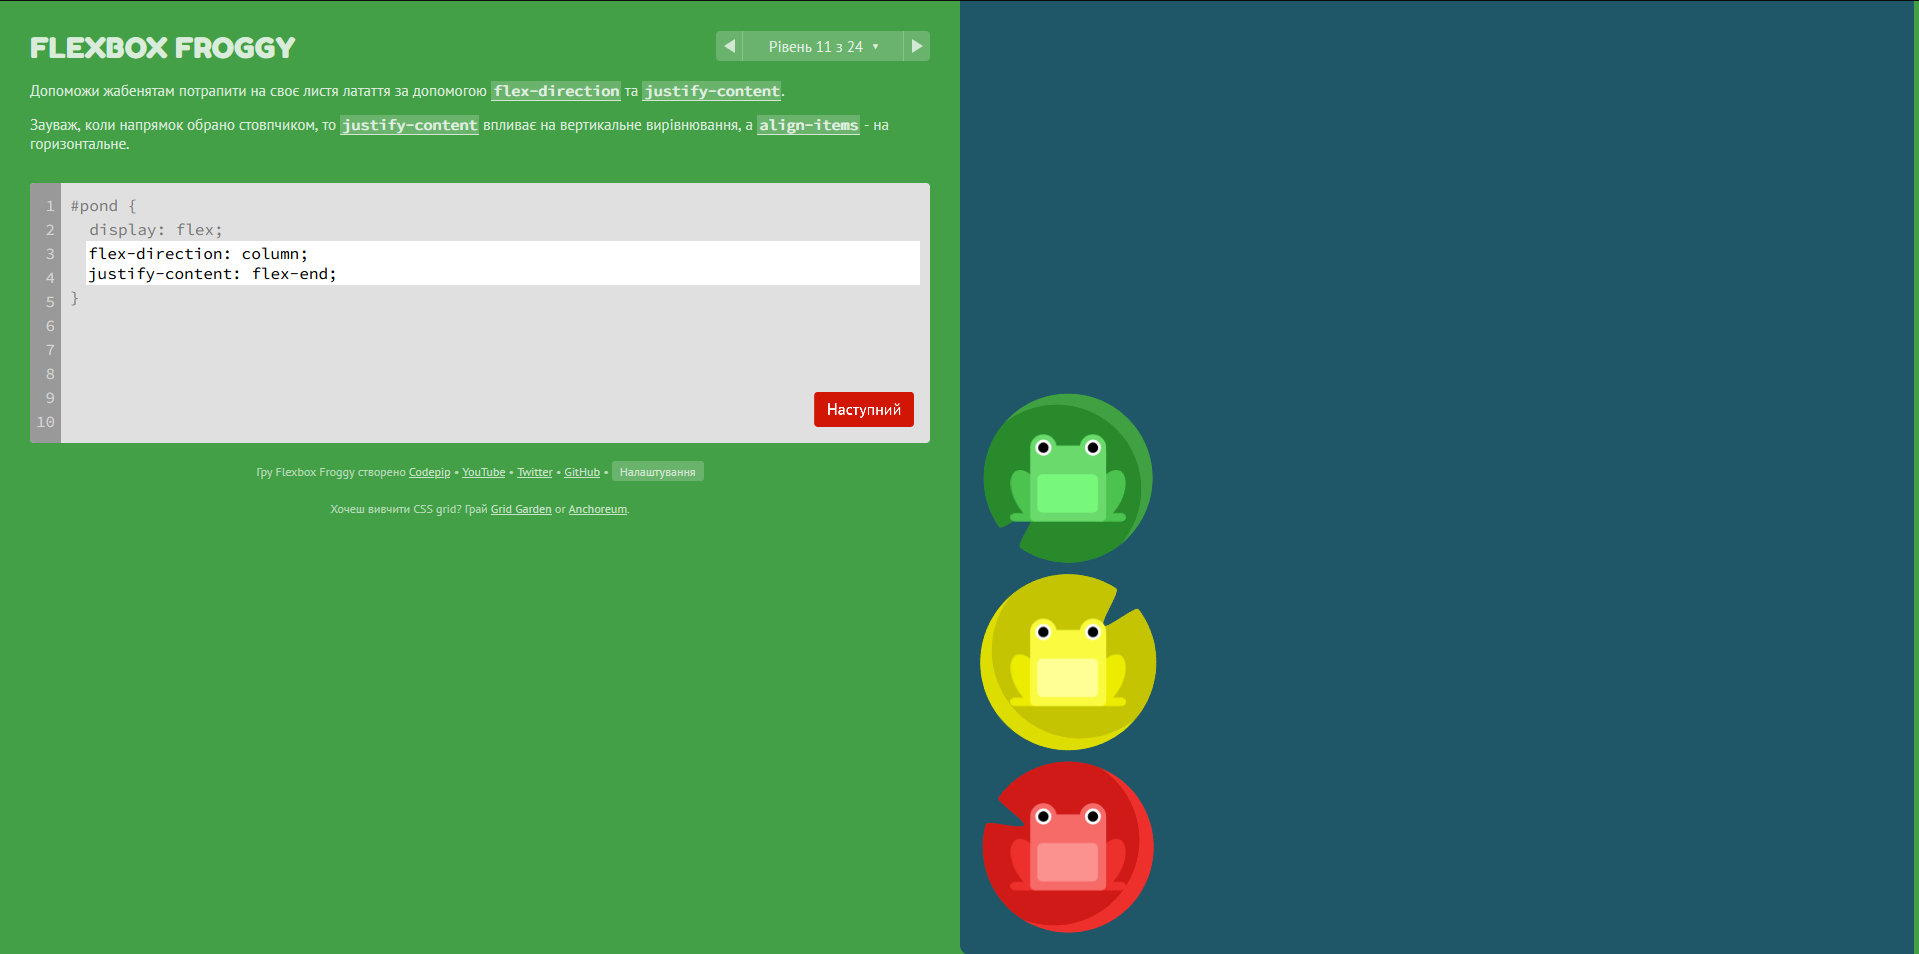 FLEXBOX FROGGY
Рівень 11 з 24 ▼
Допоможи жабенятам потрапити на своє листя латаття за допомогою flex-direction та justify-content.
Зауваж, коли напрямок обрано стовпчиком, то justify-content впливає на вертикальне вирівнювання, а align-items - на
горизонтальне.
1 #pond {
2 display: flex;
3 flex-direction: column;
4 justify-content: flex-end;
5 }
6
7
8
9
10
Наступний
Гру Flexbox Froggy створено Codepip • YouTube • Twitter • GitHub • Налаштування
Хочеш вивчити CSS grid? Грай Grid Garden or Anchoreum.